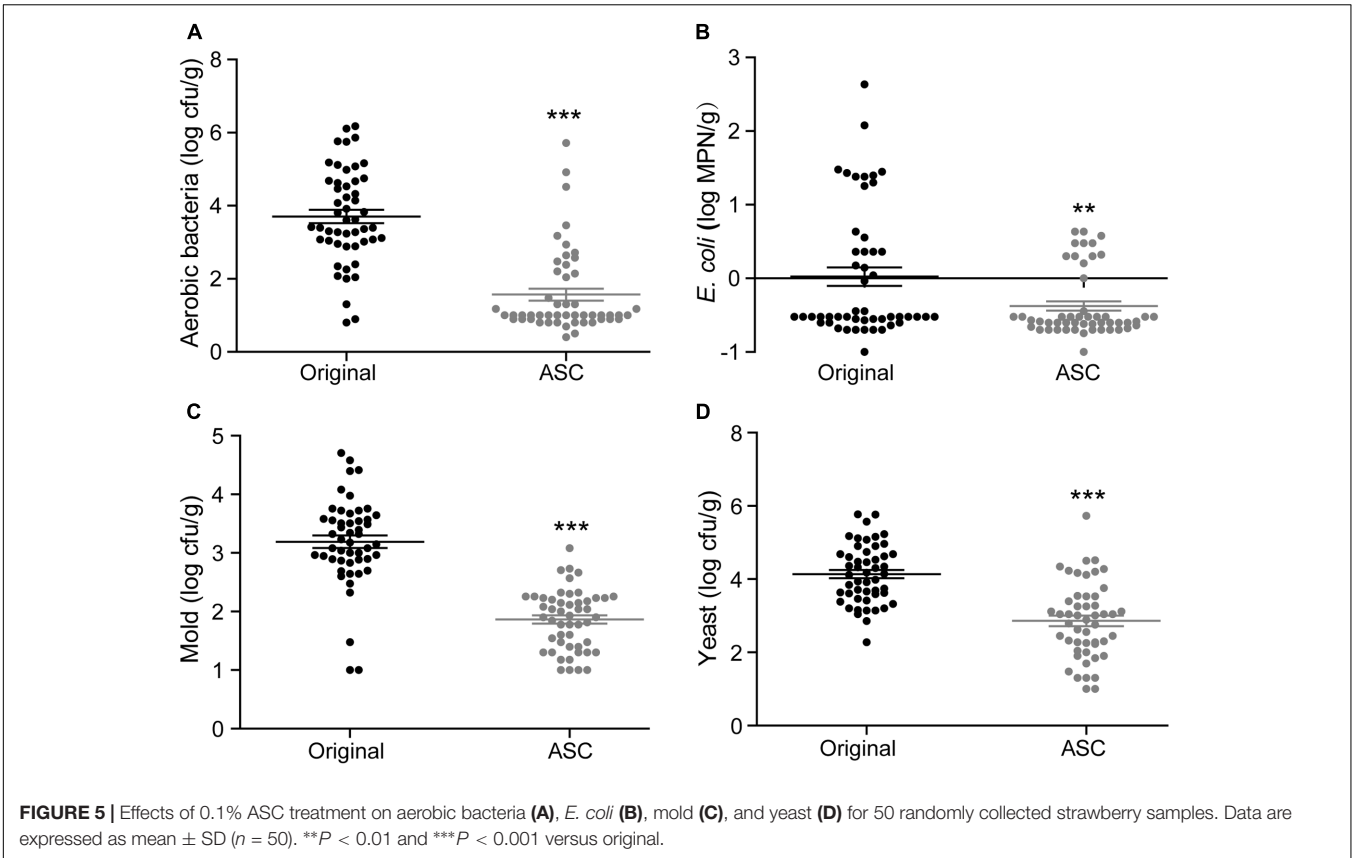 A
8
6
4
2
0
Aerobic bacteria (log cfu/g)
***
Original
ASC
B
3
2
1
0
-1
E. coli (log MPN/g)
**
Original
ASC
C
5
4
3
2
1
0
Mold (log cfu/g)
***
Original
ASC
D
8
6
4
2
0
Yeast (log cfu/g)
***
Original
ASC
FIGURE 5 | Effects of 0.1% ASC treatment on aerobic bacteria (A), E. coli (B), mold (C), and yeast (D) for 50 randomly collected strawberry samples. Data are
expressed as mean ± SD (n = 50). **P < 0.01 and ***P < 0.001 versus original.